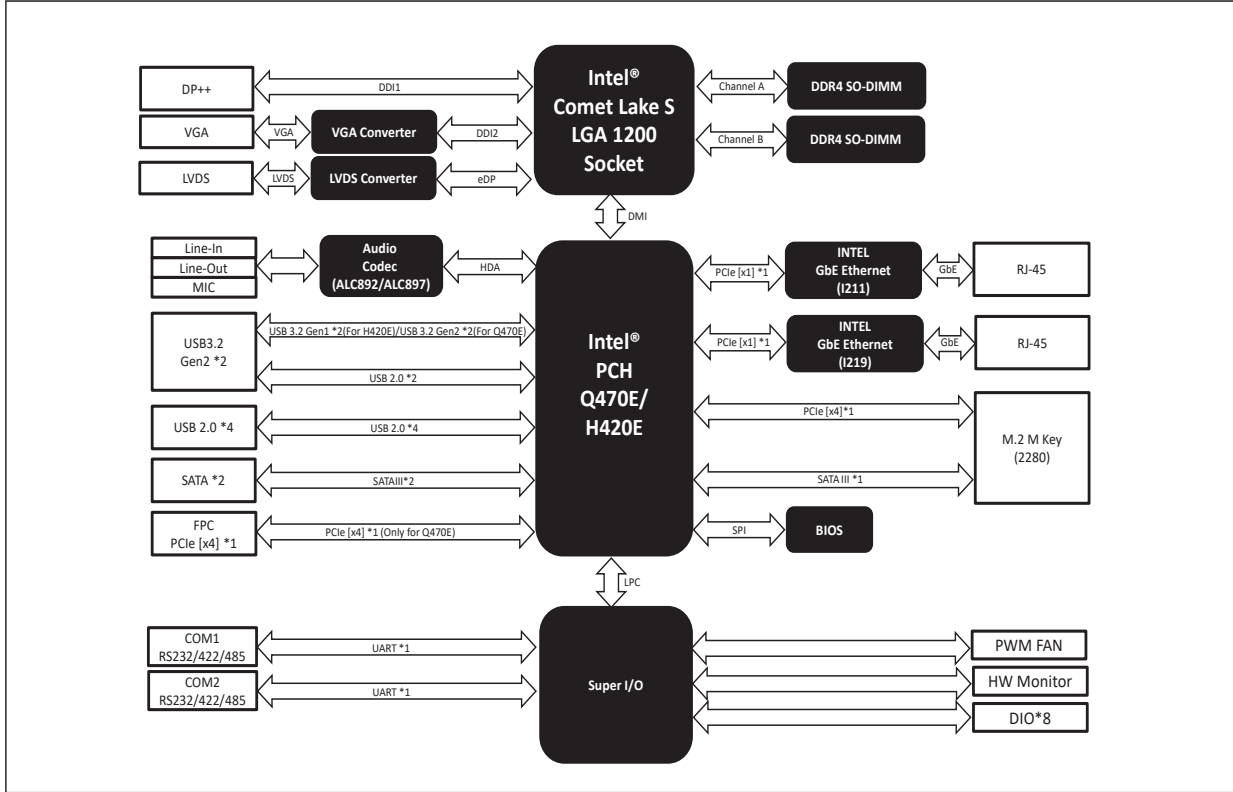 DP++
DDI1
Intel®
Comet Lake S
LGA 1200
Socket
Channel A
DDR4 SO-DIMM
VGA
VGA
VGA Converter
DDI2
Channel B
DDR4 SO-DIMM
LVDS
LVDS
LVDS Converter
eDP
DMI
Line-In
Line-Out
MIC
Audio
Codec
(ALC892/ALC897)
HDA
Intel®
PCH
Q470E/
H420E
PCIe [x1] *1
INTEL
GbE Ethernet
(I211)
GbE
RJ-45
USB3.2
Gen2 *2
USB 3.2 Gen1 *2(For H420E)/USB 3.2 Gen2 *2(For Q470E)
USB 2.0 *2
PCIe [x1] *1
INTEL
GbE Ethernet
(I219)
GbE
RJ-45
USB 2.0 *4
USB 2.0 *4
PCIe [x4]*1
M.2 M Key
(2280)
SATA *2
SATAIII*2
SATA III *1
FPC
PCIe [x4] *1
PCIe [x4] *1 (Only for Q470E)
SPI
BIOS
LPC
COM1
RS232/422/485
UART *1
COM2
RS232/422/485
UART *1
Super I/O
PWM FAN
HW Monitor
DIO*8